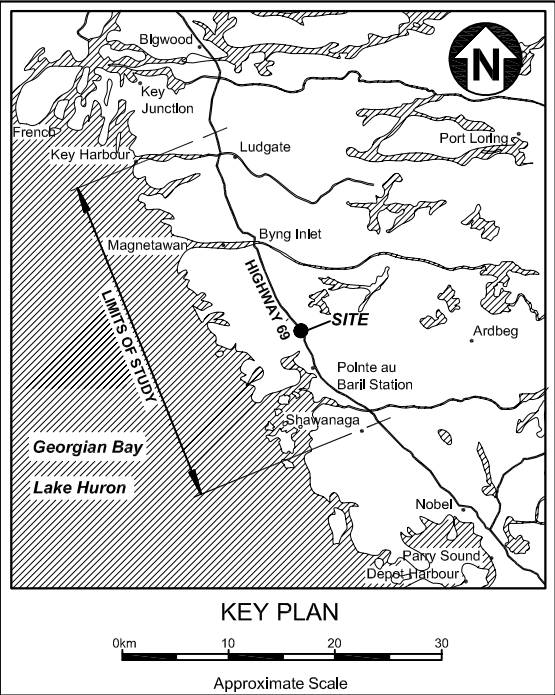 Bigwood
N
Key
Junction
French
Port Loring
Key Harbour
Ludgate
Byng Inlet
Magnetawan
HIGHWAY 69
LIMITS OF STUDY
SITE
Ardbeg
Pointe au
Baril Station
Shawanaga
Georgian Bay
Lake Huron
Nobel
Parry Sound
Depot Harbour
KEY PLAN
0km 10 20 30
Approximate Scale